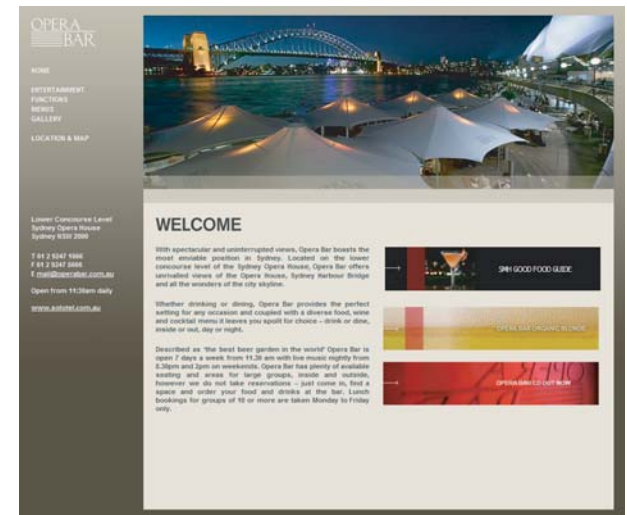 OPERA
BAR
HOME
ENTERTAINMENT
FUNCTIONS
MENUS
GALLERY
LOCATION & MAP
Lower Concourse Level
Sydney Opera House
Sydney NSW 2000
T 61 2 9247 1666
F 61 2 9247 6666
E mail@operabar.com.au
Open from 11:30am daily
www.solotel.com.au
WELCOME
With spectacular and uninterrupted views, Opera Bar boasts the
most enviable position in Sydney. Located on the lower
concourse level of the Sydney Opera House, Opera Bar offers
unrivalled views of the Opera House, Sydney Harbour Bridge
and all the wonders of the city skyline.
Whether drinking or dining, Opera Bar provides the perfect
setting for any occasion and coupled with a diverse food, wine
and cocktail menu it leaves you spoilt for choice – drink or dine,
inside or out, day or night.
Described as 'the best beer garden in the world' Opera Bar is
open 7 days a week from 11.30 am with live music nightly from
8.30pm and 2pm on weekends. Opera Bar has plenty of available
seating and areas for large groups, inside and outside,
however we do not take reservations – just come in, find a
space and order your food and drinks at the bar. Lunch
bookings for groups of 10 or more are taken Monday to Friday
only.
SMH GOOD FOOD GUIDE
OPERA BAR ORGANIC BLONDE
OPERA BAR CD OUT NOW